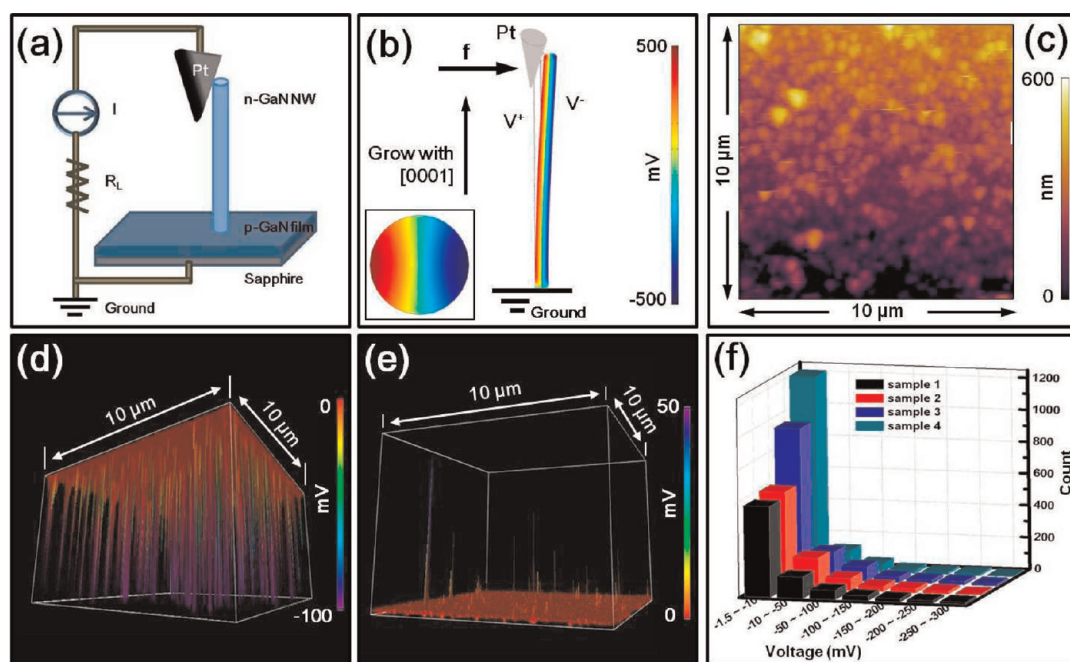 (a)
Pt
n-GaN NW
I
R_L
p-GaN film
Sapphire
Ground
(b)
Pt
f
V⁺
V⁻
Grow with
[0001]
Ground
500
mV
-500
(c)
10 µm
10 µm
600
nm
0
(d)
10 µm
10 µm
0
mV
-100
(e)
10 µm
10 µm
50
mV
0
(f)
sample 1
sample 2
sample 3
sample 4
1200
1000
800
600
400
200
0
Count
-1.5 ~ -10
-10 ~ -50
-50 ~ -100
-100 ~ -150
-150 ~ -200
-200 ~ -250
-250 ~ -300
Voltage (mV)